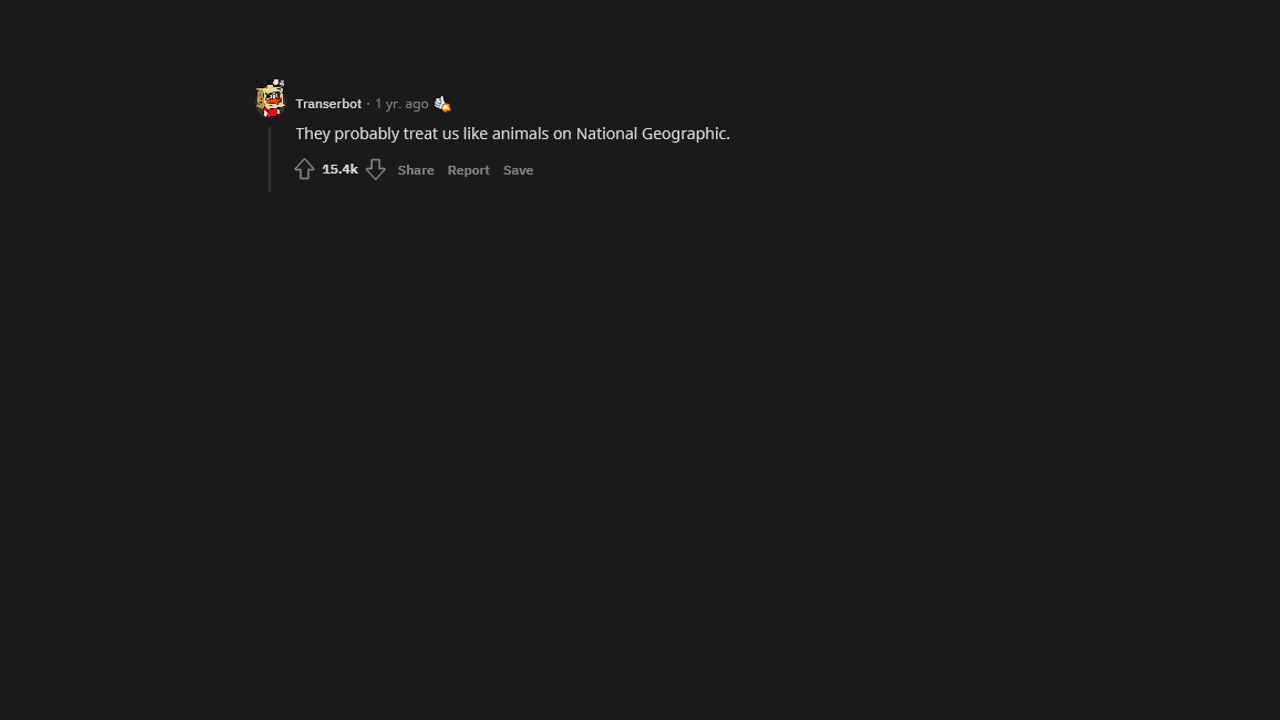 Transerbot · 1 yr. ago
They probably treat us like animals on National Geographic.
15.4k Share Report Save